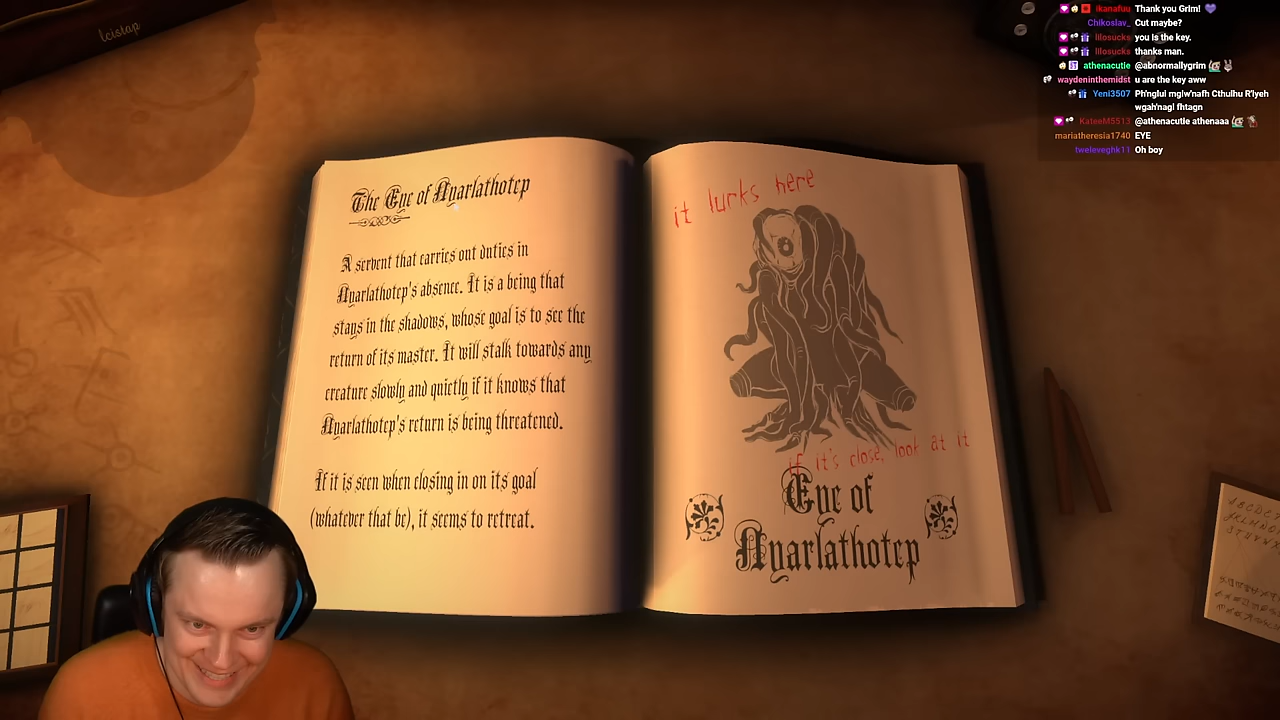 lcistap
The Eye of Nyarlathotep
A servent that carries out duties in
Nyarlathotep's absence. It is a being that
stays in the shadows, whose goal is to see the
return of its master. It will stalk towards any
creature slowly and quietly if it knows that
Nyarlathotep's return is being threatened.
If it is seen when closing in on its goal
(whatever that be), it seems to retreat.
it lurks here
if it's close, look at it
Eye of
Nyarlathotep
ikanafuu Thank you Grim!
Chikoslav_ Cut maybe?
lilosucks you is the key.
lilosucks thanks man.
athenacutie @abnormallygrim
waydeninthemidst u are the key aww
Yeni3507 Ph'nglui mglw'nafh Cthulhu R'lyeh
wgah'nagl fhtagn
KateeM5513 @athenacutie athenaaa
mariatheresia1740 EYE
tweleveghk11 Oh boy